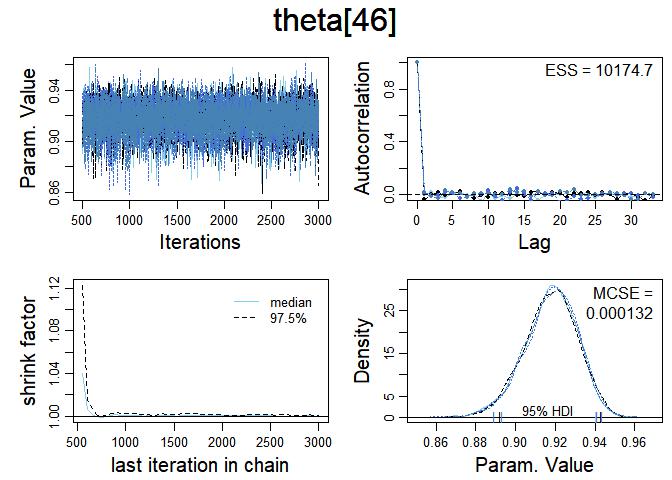 theta[46]
Param. Value
0.94
0.90
0.86
500 1000 1500 2000 2500 3000
Iterations
Autocorrelation
0.8
0.4
0.0
ESS = 10174.7
0 5 10 15 20 25 30
Lag
shrink factor
1.12
1.08
1.04
1.00
median
97.5%
500 1000 1500 2000 2500 3000
last iteration in chain
Density
25
15
5
0
MCSE =
0.000132
95% HDI
0.86 0.88 0.90 0.92 0.94 0.96
Param. Value